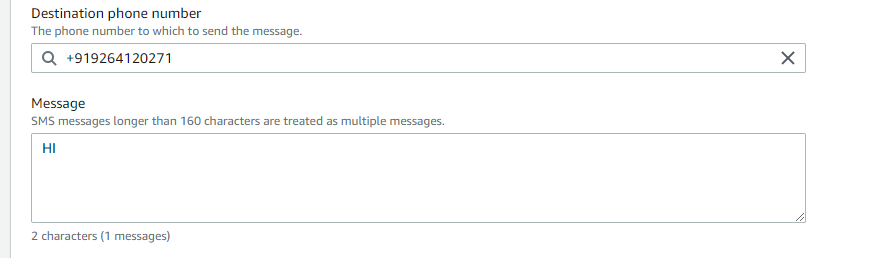 Destination phone number
The phone number to which to send the message.
+919264120271
Message
SMS messages longer than 160 characters are treated as multiple messages.
HI
2 characters (1 messages)